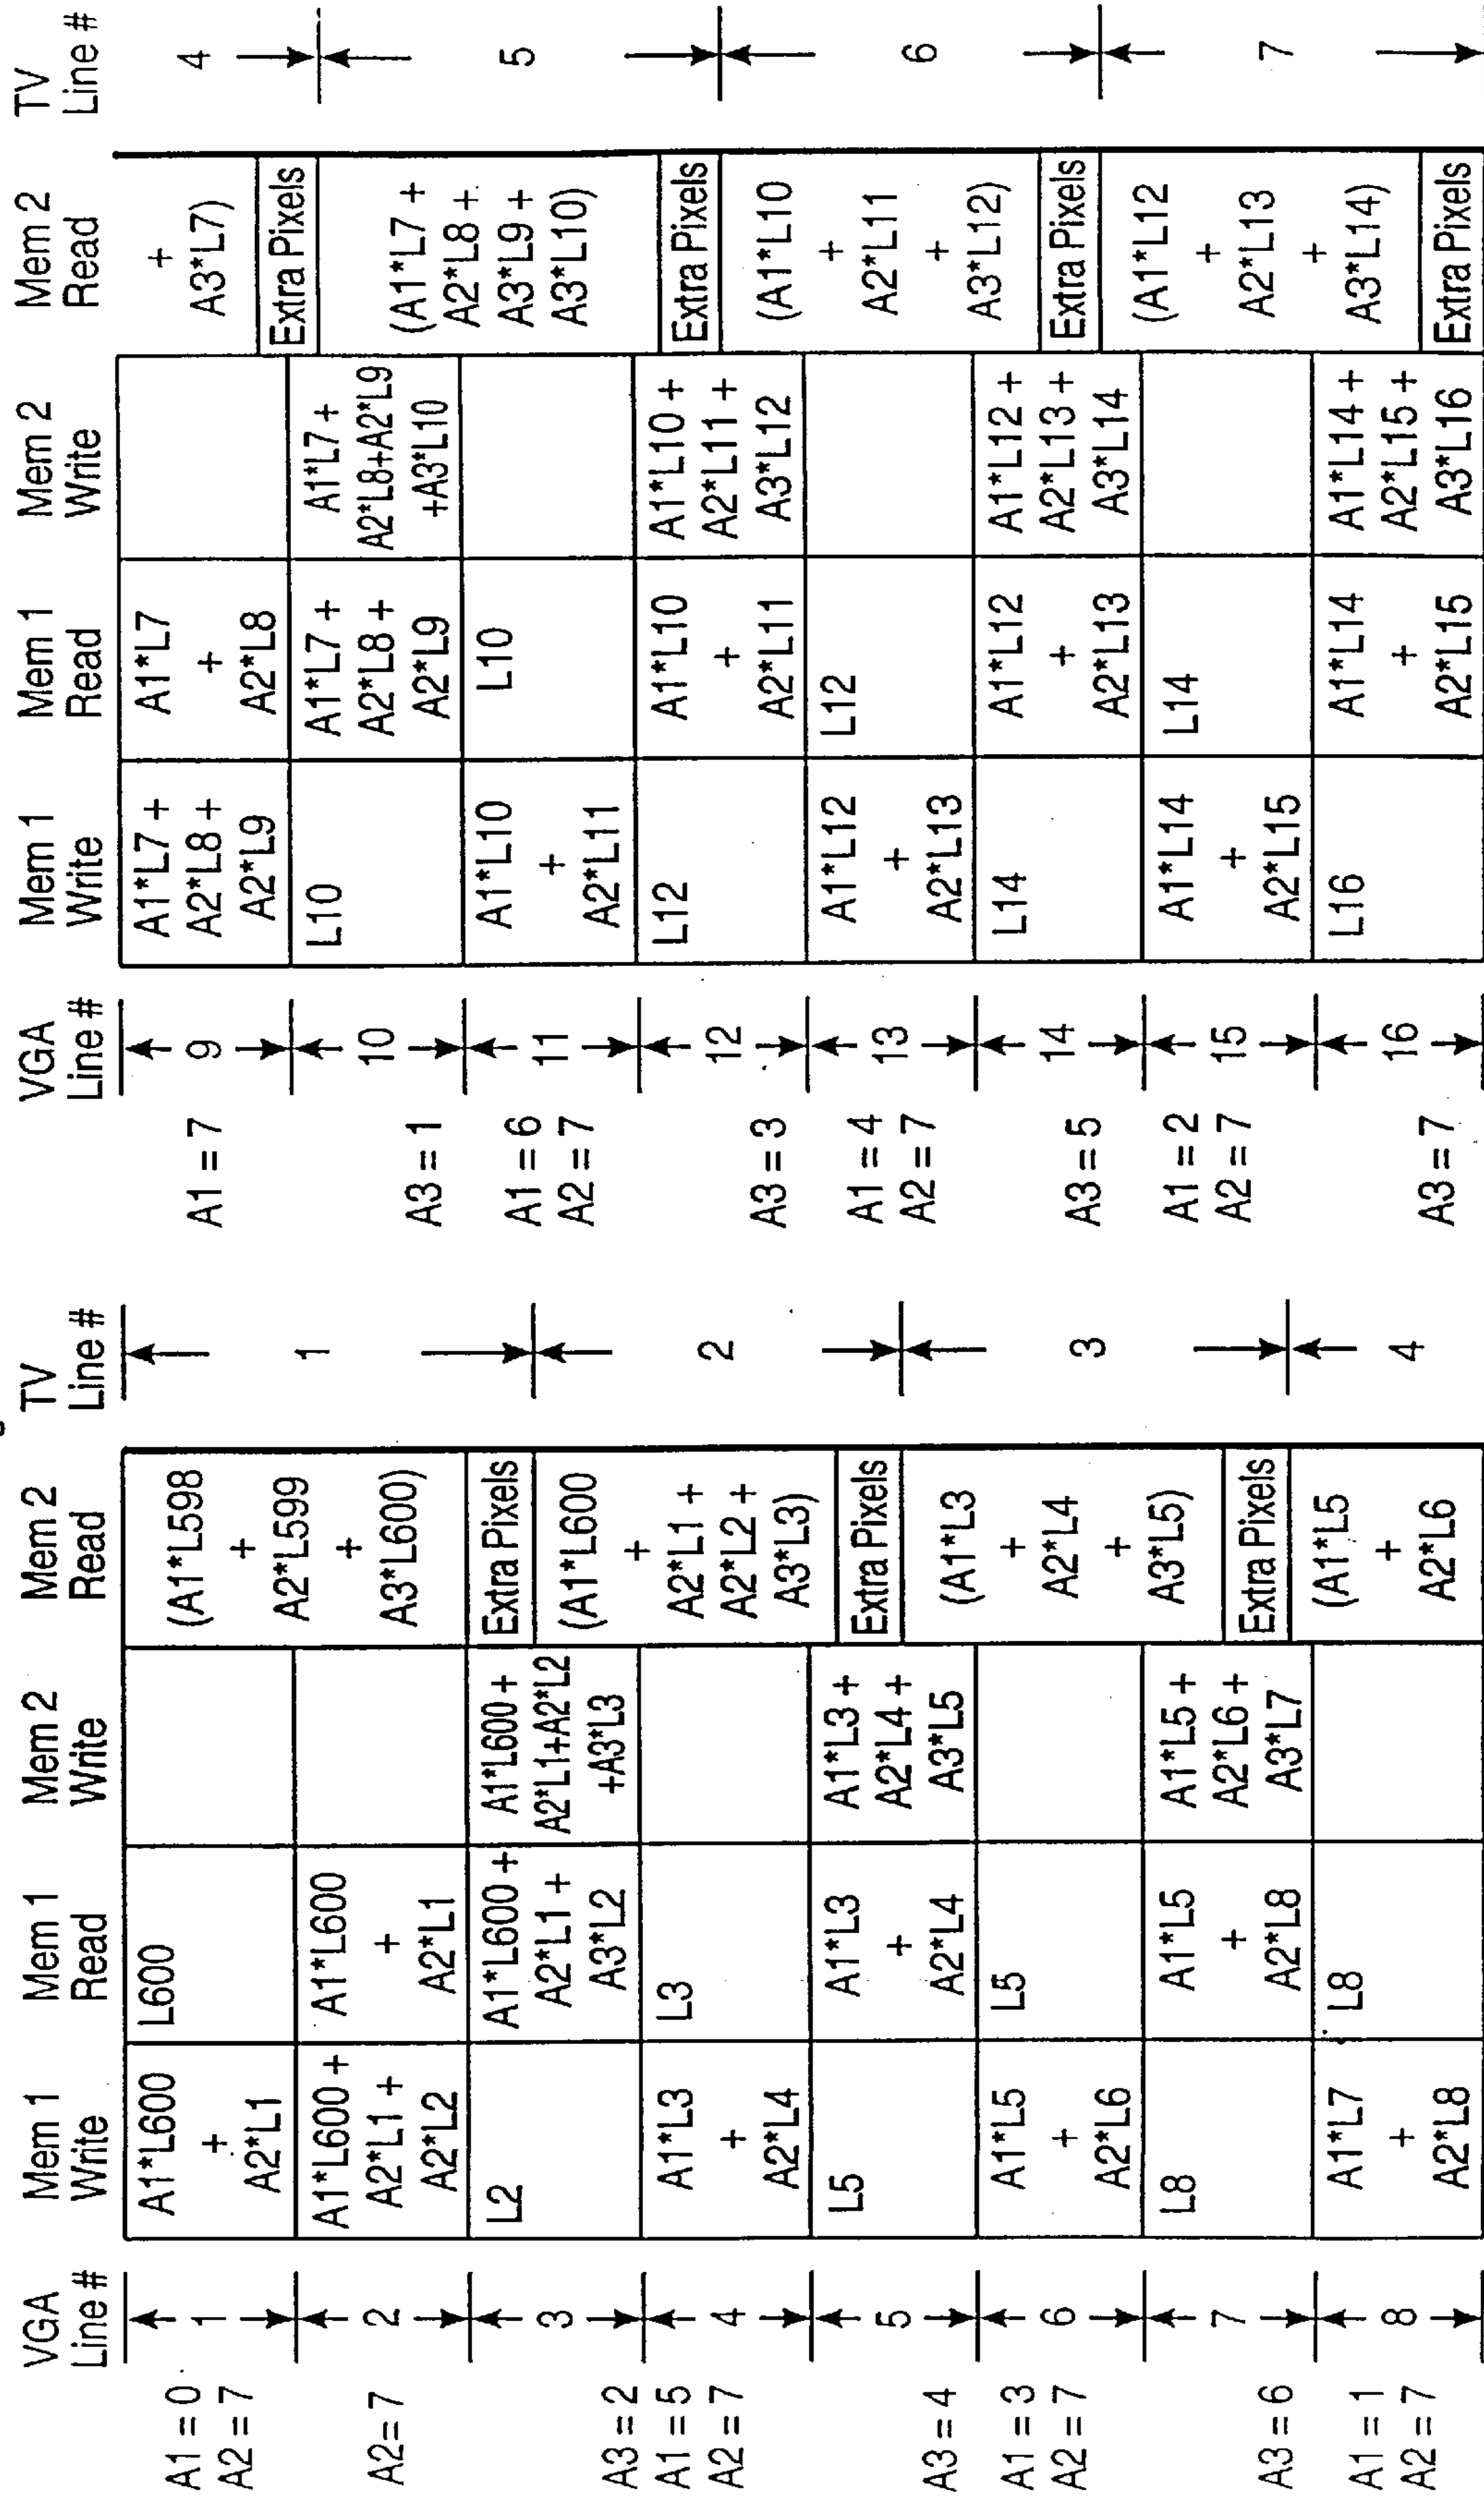 VGA Line #
Mem 1 Write
Mem 1 Read
Mem 2 Write
Mem 2 Read
TV Line #
A1 = 0
A2 = 7
1
A1*L600
+
A2*L1
L600
(A1*L598
+
A2*L599
+
A3*L600)
1
A2= 7
2
A1*L600 +
A2*L1 +
A2*L2
A1*L600
+
A2*L1
A3 = 2
3
L2
A1*L600 +
A2*L1 +
A3*L2
A1*L600 +
A2*L1+A2*L2
+A3*L3
Extra Pixels
(A1*L600
+
A2*L1 +
A2*L2 +
A3*L3)
2
A1 = 5
A2 = 7
4
A1*L3
+
A2*L4
L3
A3 = 4
5
L5
A1*L3
+
A2*L4
A1*L3 +
A2*L4 +
A3*L5
Extra Pixels
(A1*L3
+
A2*L4
+
A3*L5)
3
A1 = 3
A2 = 7
6
A1*L5
+
A2*L6
L5
A3 = 6
7
L8
A1*L5
+
A2*L8
A1*L5 +
A2*L6 +
A3*L7
Extra Pixels
A1 = 1
A2 = 7
8
A1*L7
+
A2*L8
L8
(A1*L5
+
A2*L6
4
VGA Line #
Mem 1 Write
Mem 1 Read
Mem 2 Write
Mem 2 Read
TV Line #
A1 = 7
9
A1*L7 +
A2*L8 +
A2*L9
A1*L7
+
A2*L8
+
A3*L7)
4
Extra Pixels
A3 = 1
10
L10
A1*L7 +
A2*L8 +
A2*L9
A1*L7 +
A2*L8+A2*L9
+A3*L10
(A1*L7 +
A2*L8 +
A3*L9 +
A3*L10)
5
A1 = 6
A2 = 7
11
A1*L10
+
A2*L11
L10
A3 = 3
12
L12
A1*L10
+
A2*L11
A1*L10 +
A2*L11 +
A3*L12
Extra Pixels
(A1*L10
+
A2*L11
+
A3*L12)
6
A1 = 4
A2 = 7
13
A1*L12
+
A2*L13
L12
A3 = 5
14
L14
A1*L12
+
A2*L13
A1*L12 +
A2*L13 +
A3*L14
Extra Pixels
(A1*L12
+
A2*L13
+
A3*L14)
7
A1 = 2
A2 = 7
15
A1*L14
+
A2*L15
L14
A3 = 7
16
L16
A1*L14
+
A2*L15
A1*L14 +
A2*L15 +
A3*L16
Extra Pixels